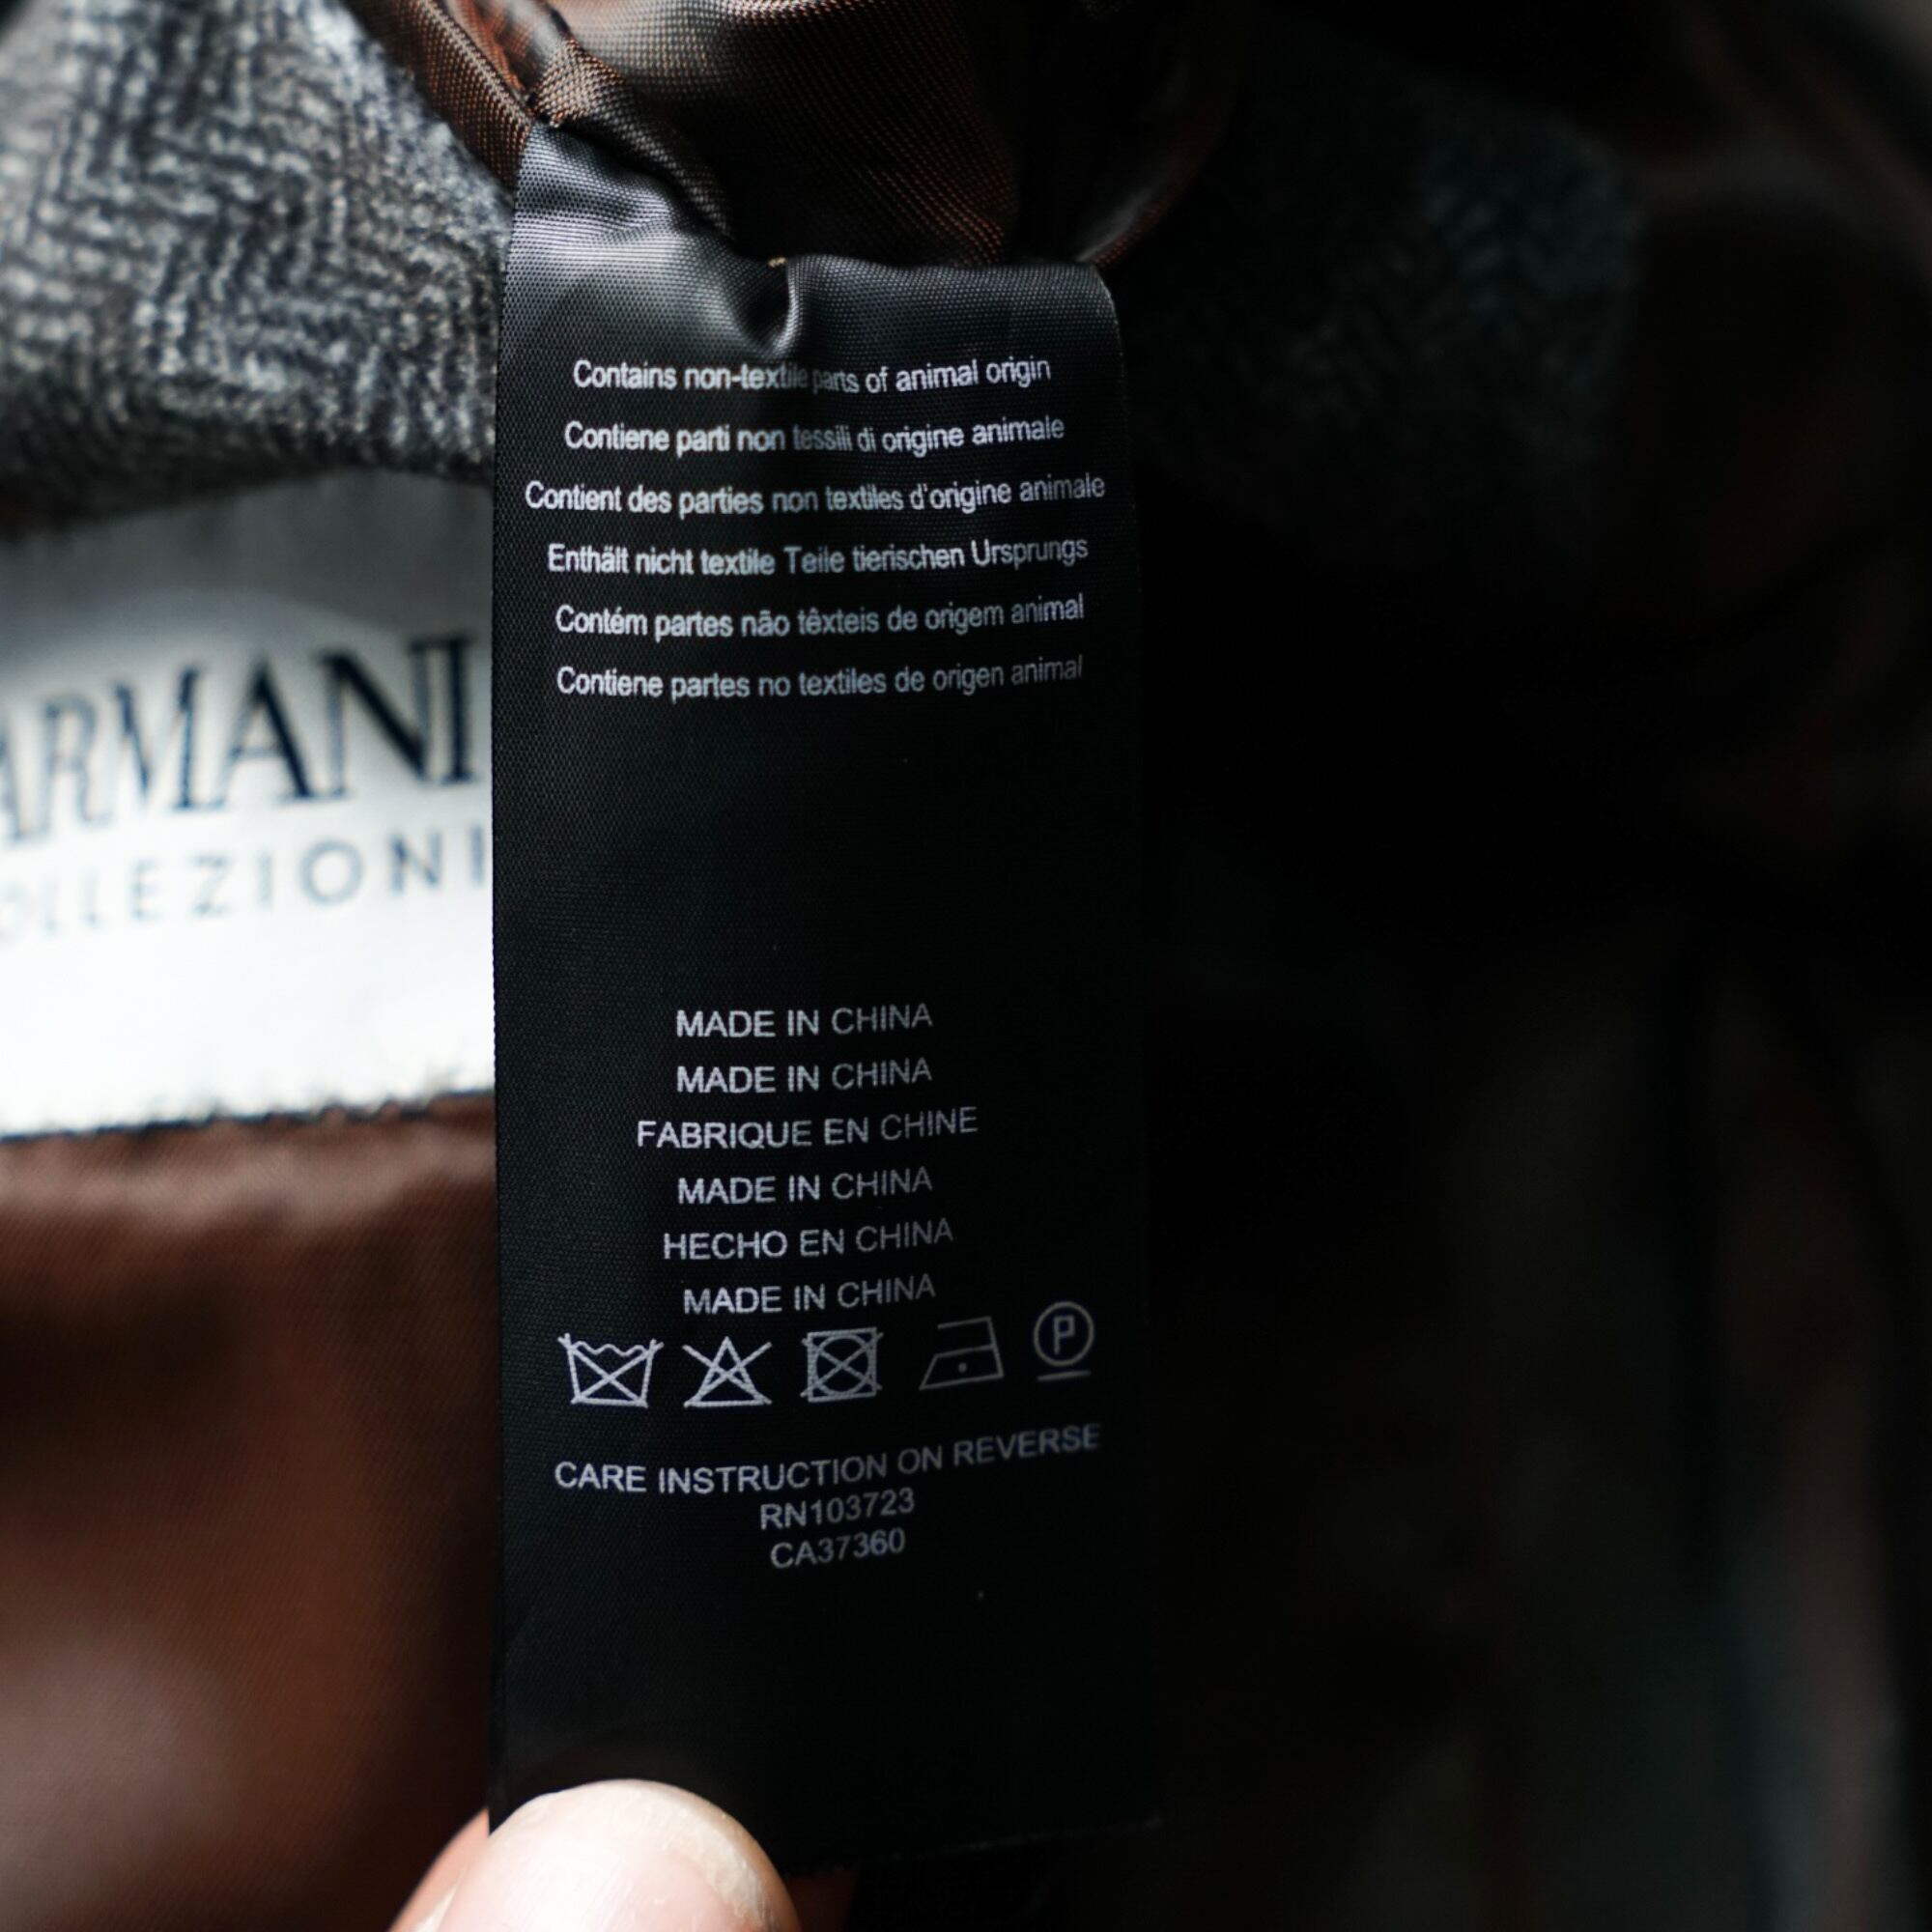 Contains non-textile parts of animal origin
Contiene parti non tessili di origine animale
Contient des parties non textiles d'origine animale
Enthält nicht textile Teile tierischen Ursprungs
Contém partes não têxteis de origem animal
Contiene partes no textiles de origen animal
ARMANI
OLLEZIONI
MADE IN CHINA
MADE IN CHINA
FABRIQUE EN CHINE
MADE IN CHINA
HECHO EN CHINA
MADE IN CHINA
P
CARE INSTRUCTION ON REVERSE
RN103723
CA37360